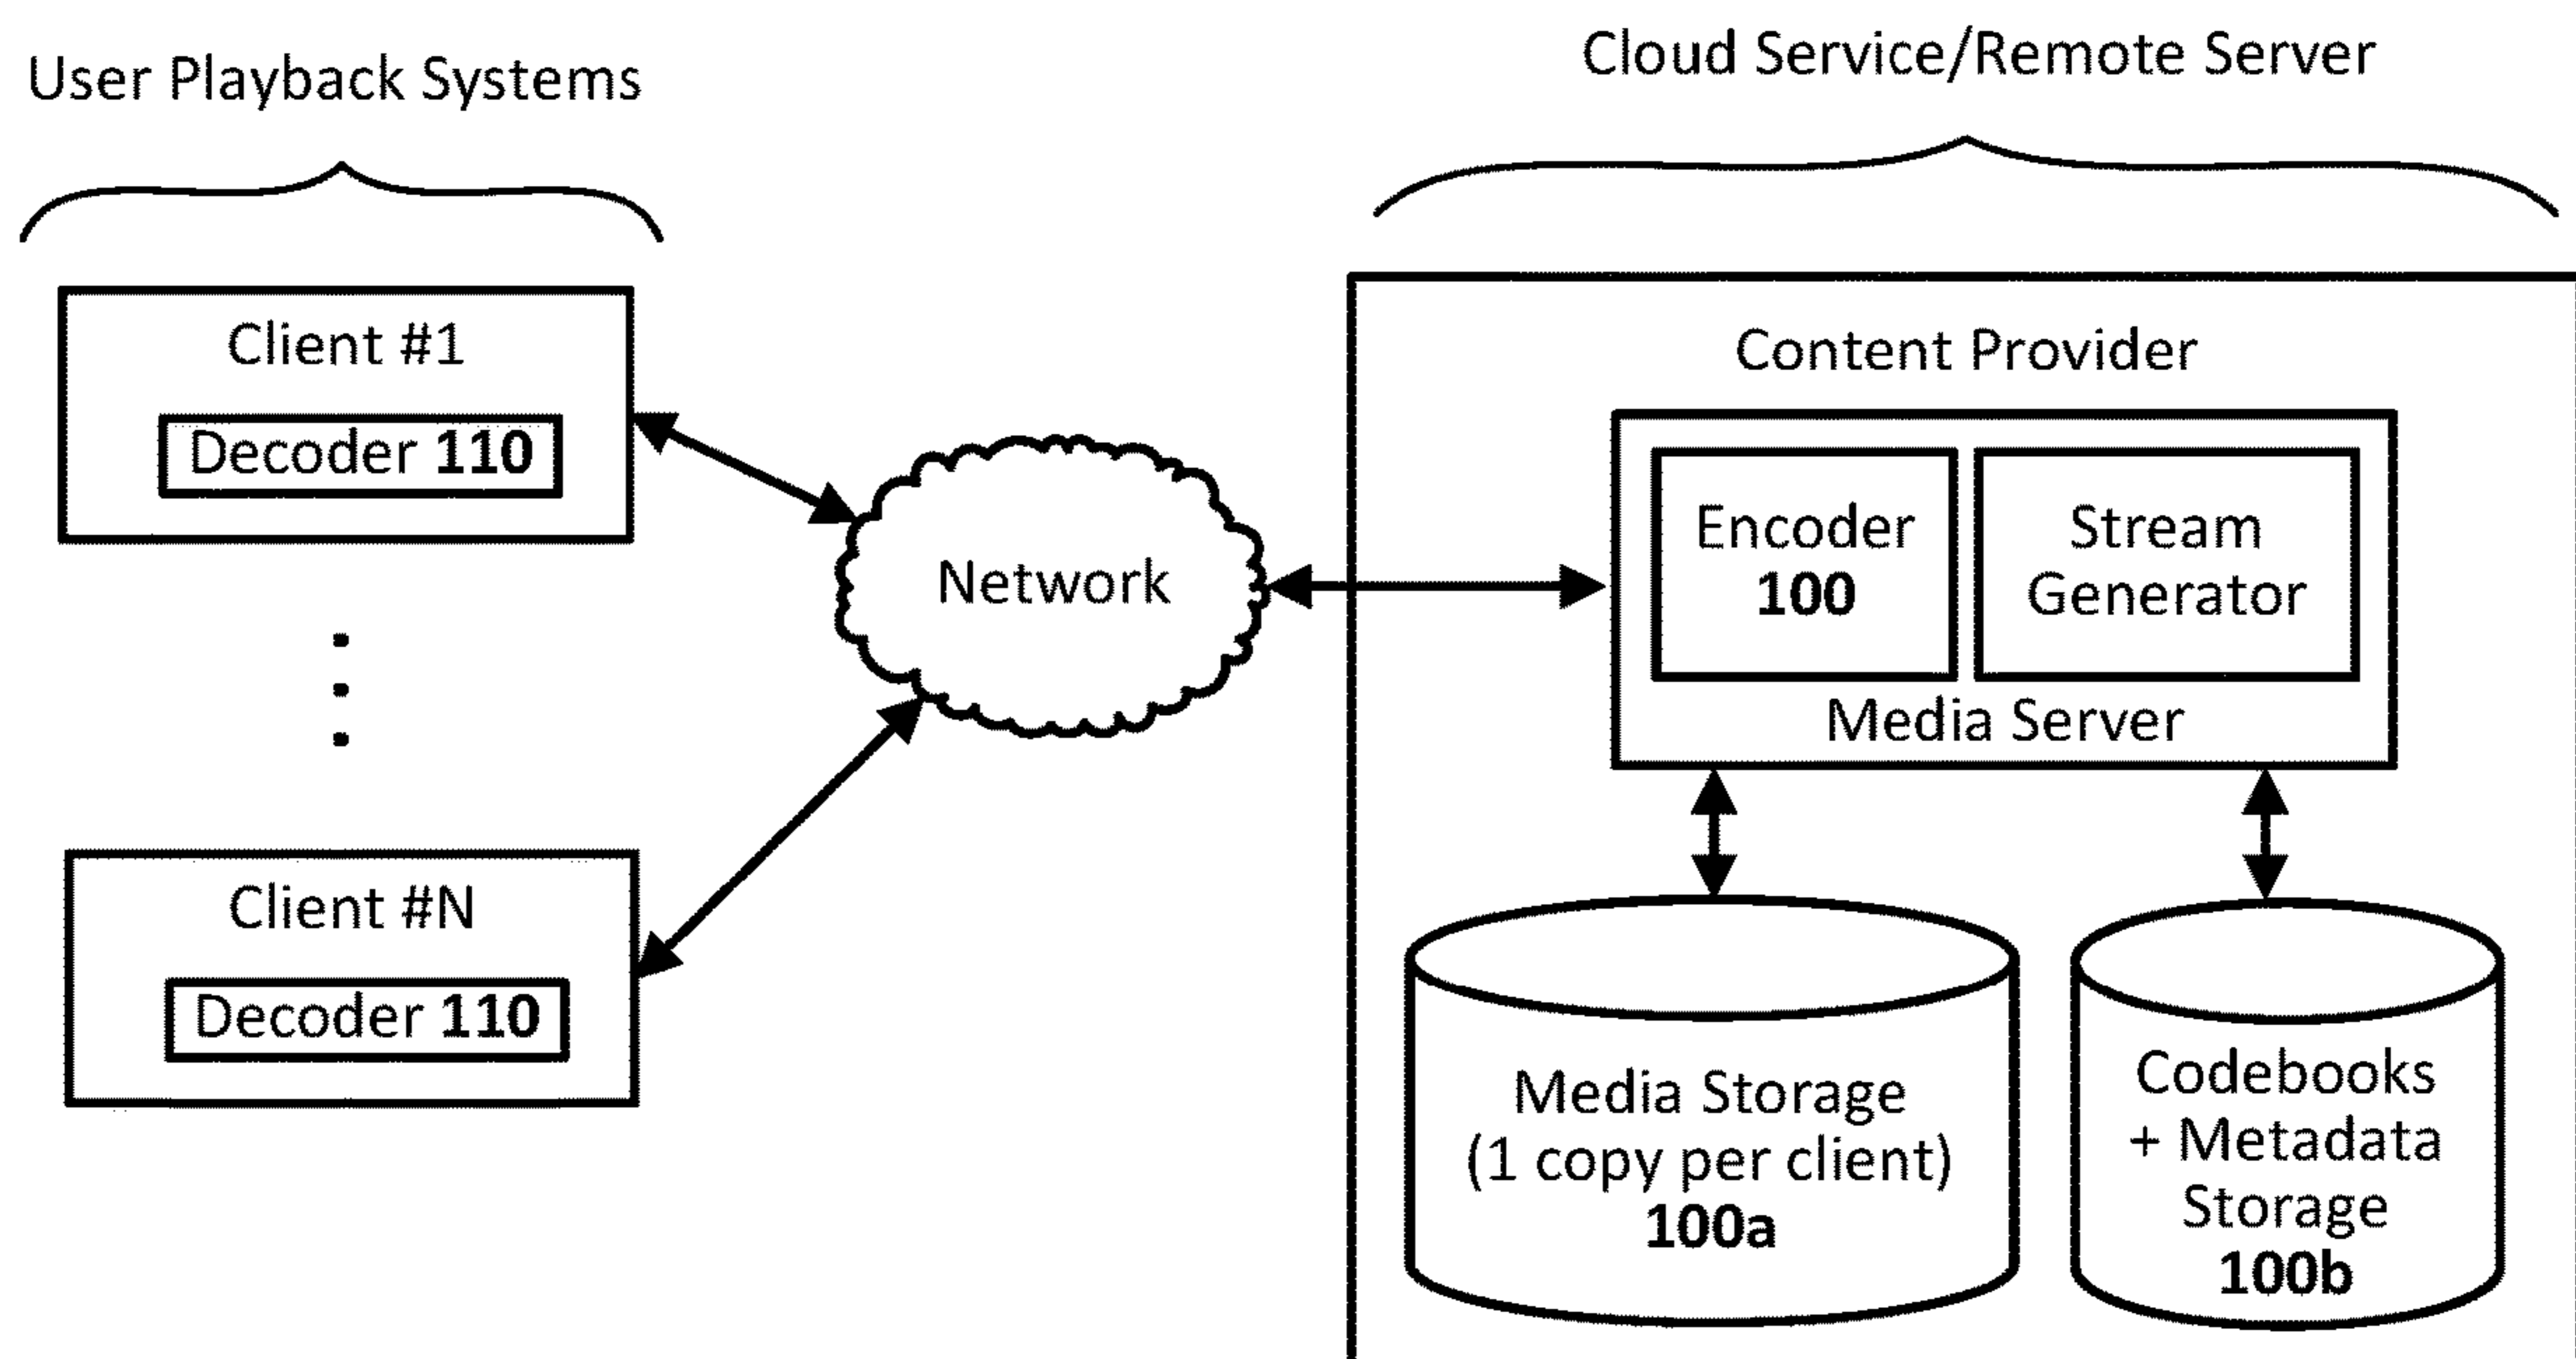 User Playback Systems
Cloud Service/Remote Server
Client #1
Decoder 110
Client #N
Decoder 110
Network
Content Provider
Encoder
100
Stream
Generator
Media Server
Media Storage
(1 copy per client)
100a
Codebooks
+ Metadata
Storage
100b